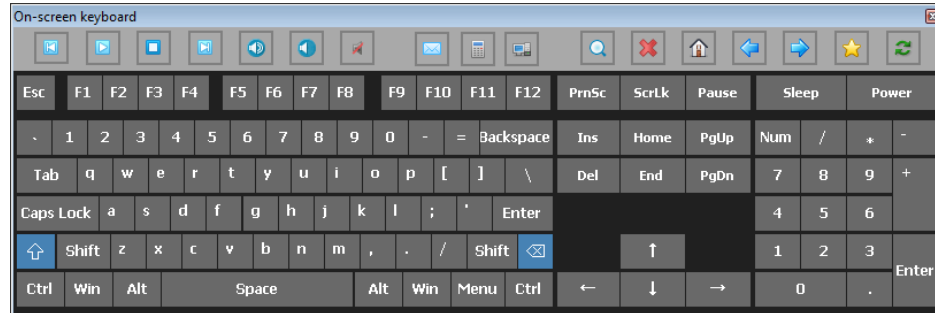 On-screen keyboard
Esc F1 F2 F3 F4 F5 F6 F7 F8 F9 F10 F11 F12 PrnSc ScrLk Pause Sleep Power
` 1 2 3 4 5 6 7 8 9 0 - = Backspace Ins Home PgUp Num / * -
Tab q w e r t y u i o p [ ] \ Del End PgDn 7 8 9 +
Caps Lock a s d f g h j k l ; ' Enter 4 5 6
Shift z x c v b n m , . / Shift ↑ 1 2 3 Enter
Ctrl Win Alt Space Alt Win Menu Ctrl ← ↓ → 0 .